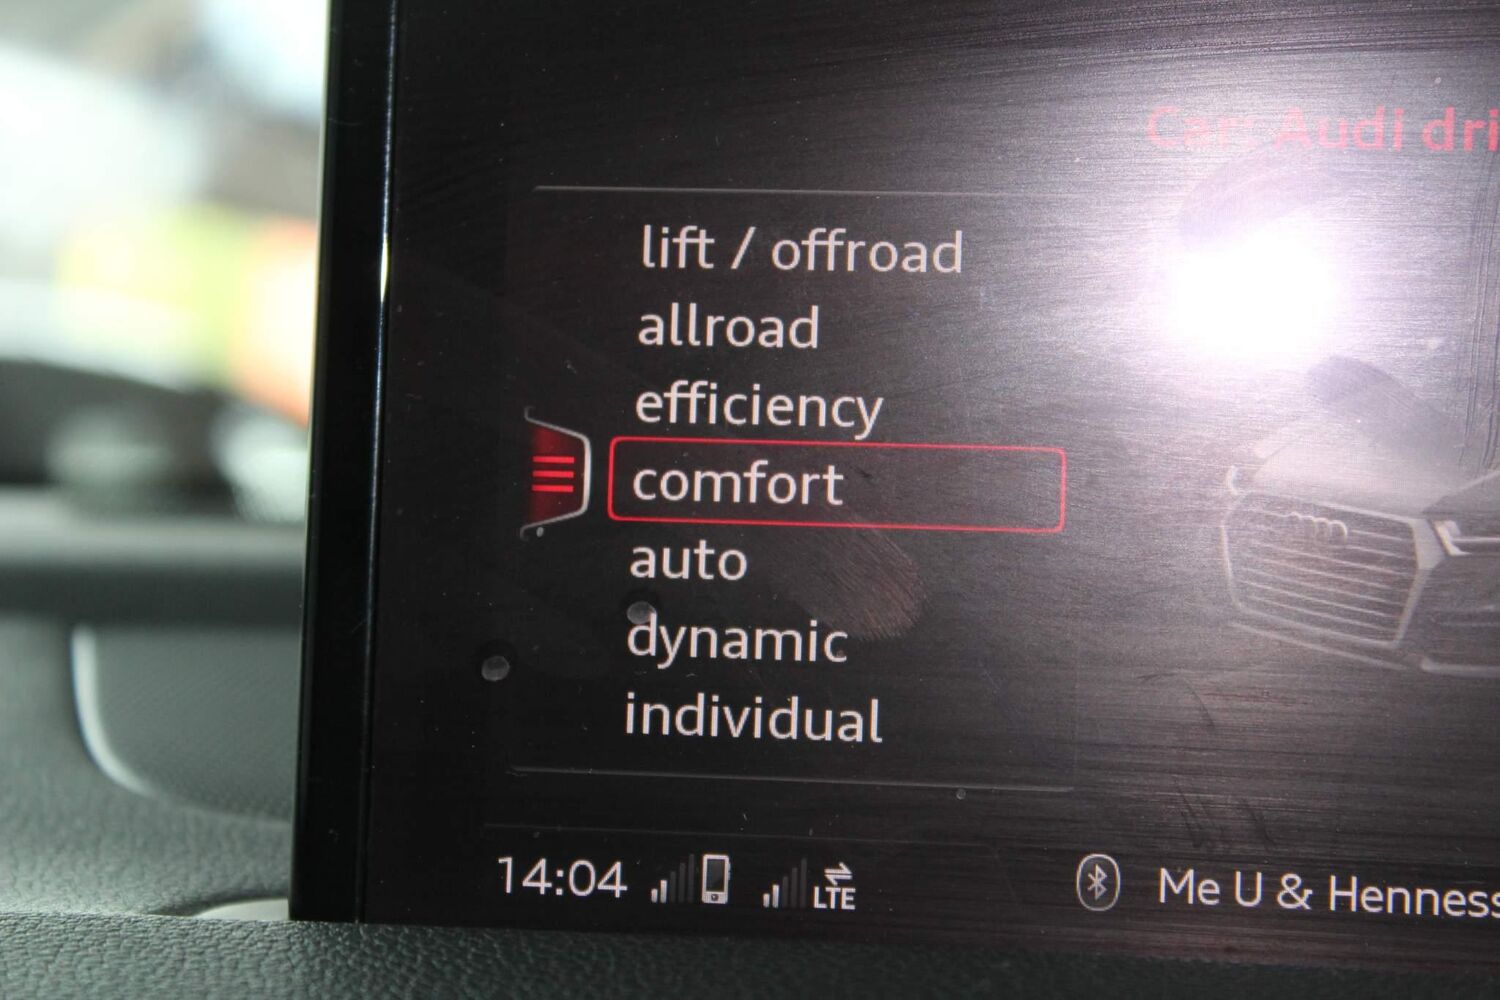 Car: Audi dri
lift / offroad
allroad
efficiency
comfort
auto
dynamic
individual
14:04 LTE Me U & Henness